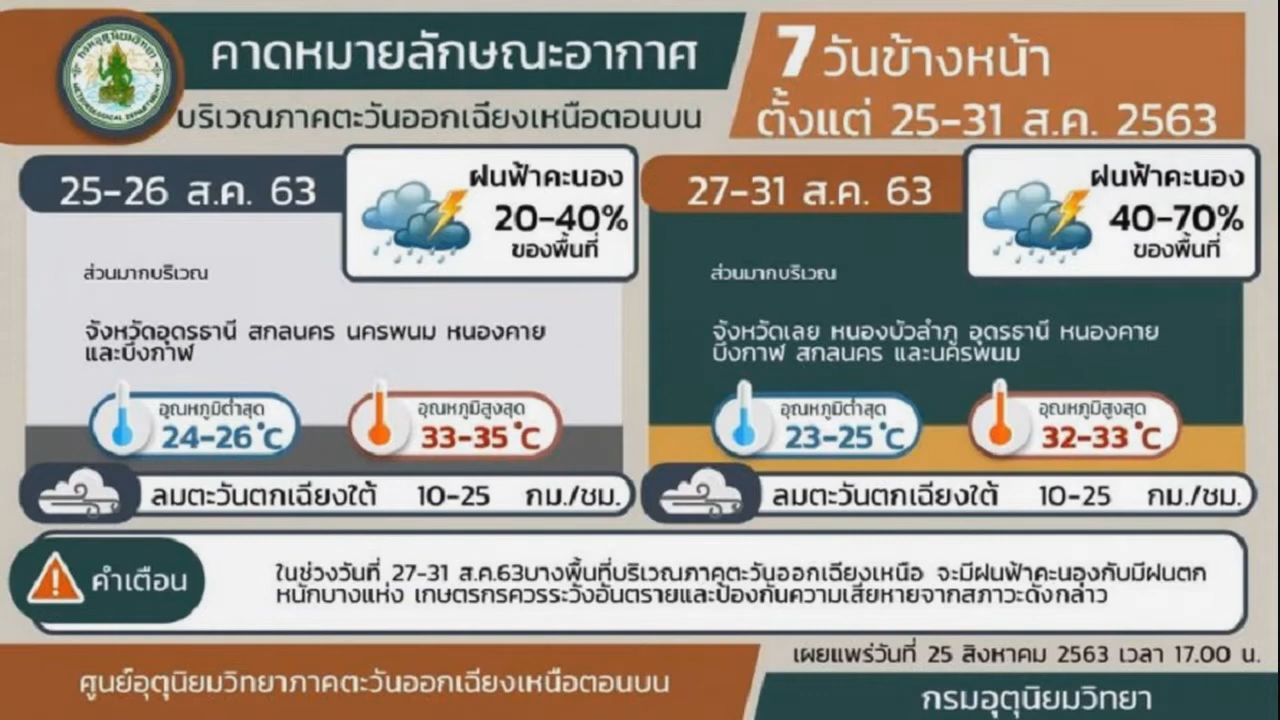 กรมอุตุนิยมวิทยา
METEOROLOGICAL DEPARTMENT
คาดหมายลักษณะอากาศ
บริเวณภาคตะวันออกเฉียงเหนือตอนบน
7 วันข้างหน้า
ตั้งแต่ 25-31 ส.ค. 2563
25-26 ส.ค. 63
ฝนฟ้าคะนอง
20-40%
ของพื้นที่
ส่วนมากบริเวณ
จังหวัดอุดรธานี สกลนคร นครพนม หนองคาย
และบึงกาฬ
อุณหภูมิต่ำสุด
24-26 °C
อุณหภูมิสูงสุด
33-35 °C
ลมตะวันตกเฉียงใต้ 10-25 กม./ชม.
27-31 ส.ค. 63
ฝนฟ้าคะนอง
40-70%
ของพื้นที่
ส่วนมากบริเวณ
จังหวัดเลย หนองบัวลำภู อุดรธานี หนองคาย
บึงกาฬ สกลนคร และนครพนม
อุณหภูมิต่ำสุด
23-25 °C
อุณหภูมิสูงสุด
32-33 °C
ลมตะวันตกเฉียงใต้ 10-25 กม./ชม.
คำเตือน
ในช่วงวันที่ 27-31 ส.ค.63บางพื้นที่บริเวณภาคตะวันออกเฉียงเหนือ จะมีฝนฟ้าคะนองกับมีฝนตก
หนักบางแห่ง เกษตรกรควรระวังอันตรายและป้องกันความเสียหายจากสภาวะดังกล่าว
ศูนย์อุตุนิยมวิทยาภาคตะวันออกเฉียงเหนือตอนบน
เผยแพร่วันที่ 25 สิงหาคม 2563 เวลา 17.00 น.
กรมอุตุนิยมวิทยา